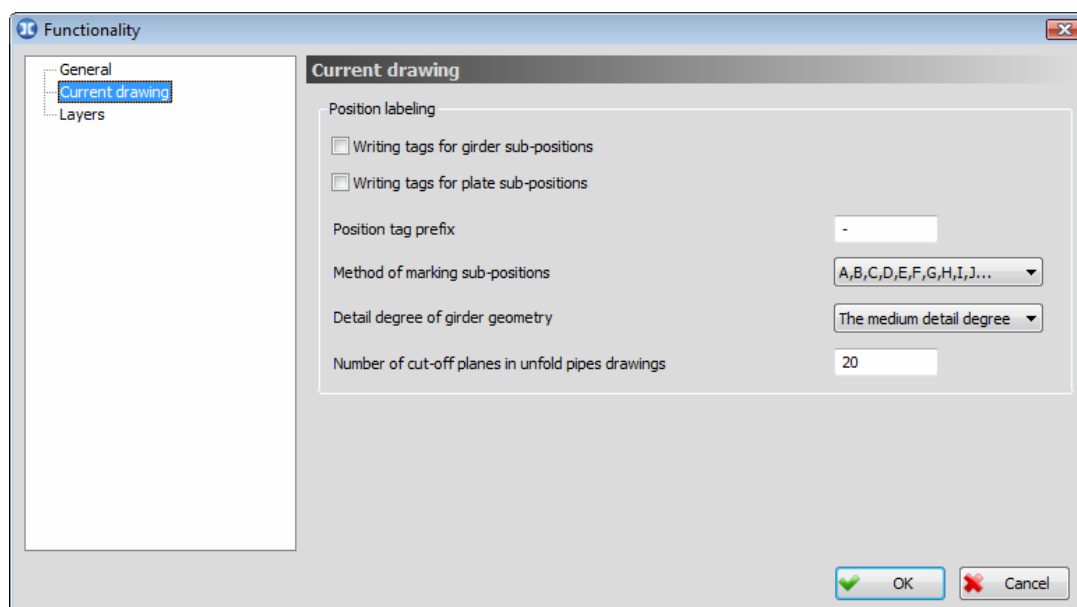 Functionality
General
Current drawing
Layers
Current drawing
Position labeling
Writing tags for girder sub-positions
Writing tags for plate sub-positions
Position tag prefix
-
Method of marking sub-positions
A,B,C,D,E,F,G,H,I,J...
Detail degree of girder geometry
The medium detail degree
Number of cut-off planes in unfold pipes drawings
20
OK
Cancel